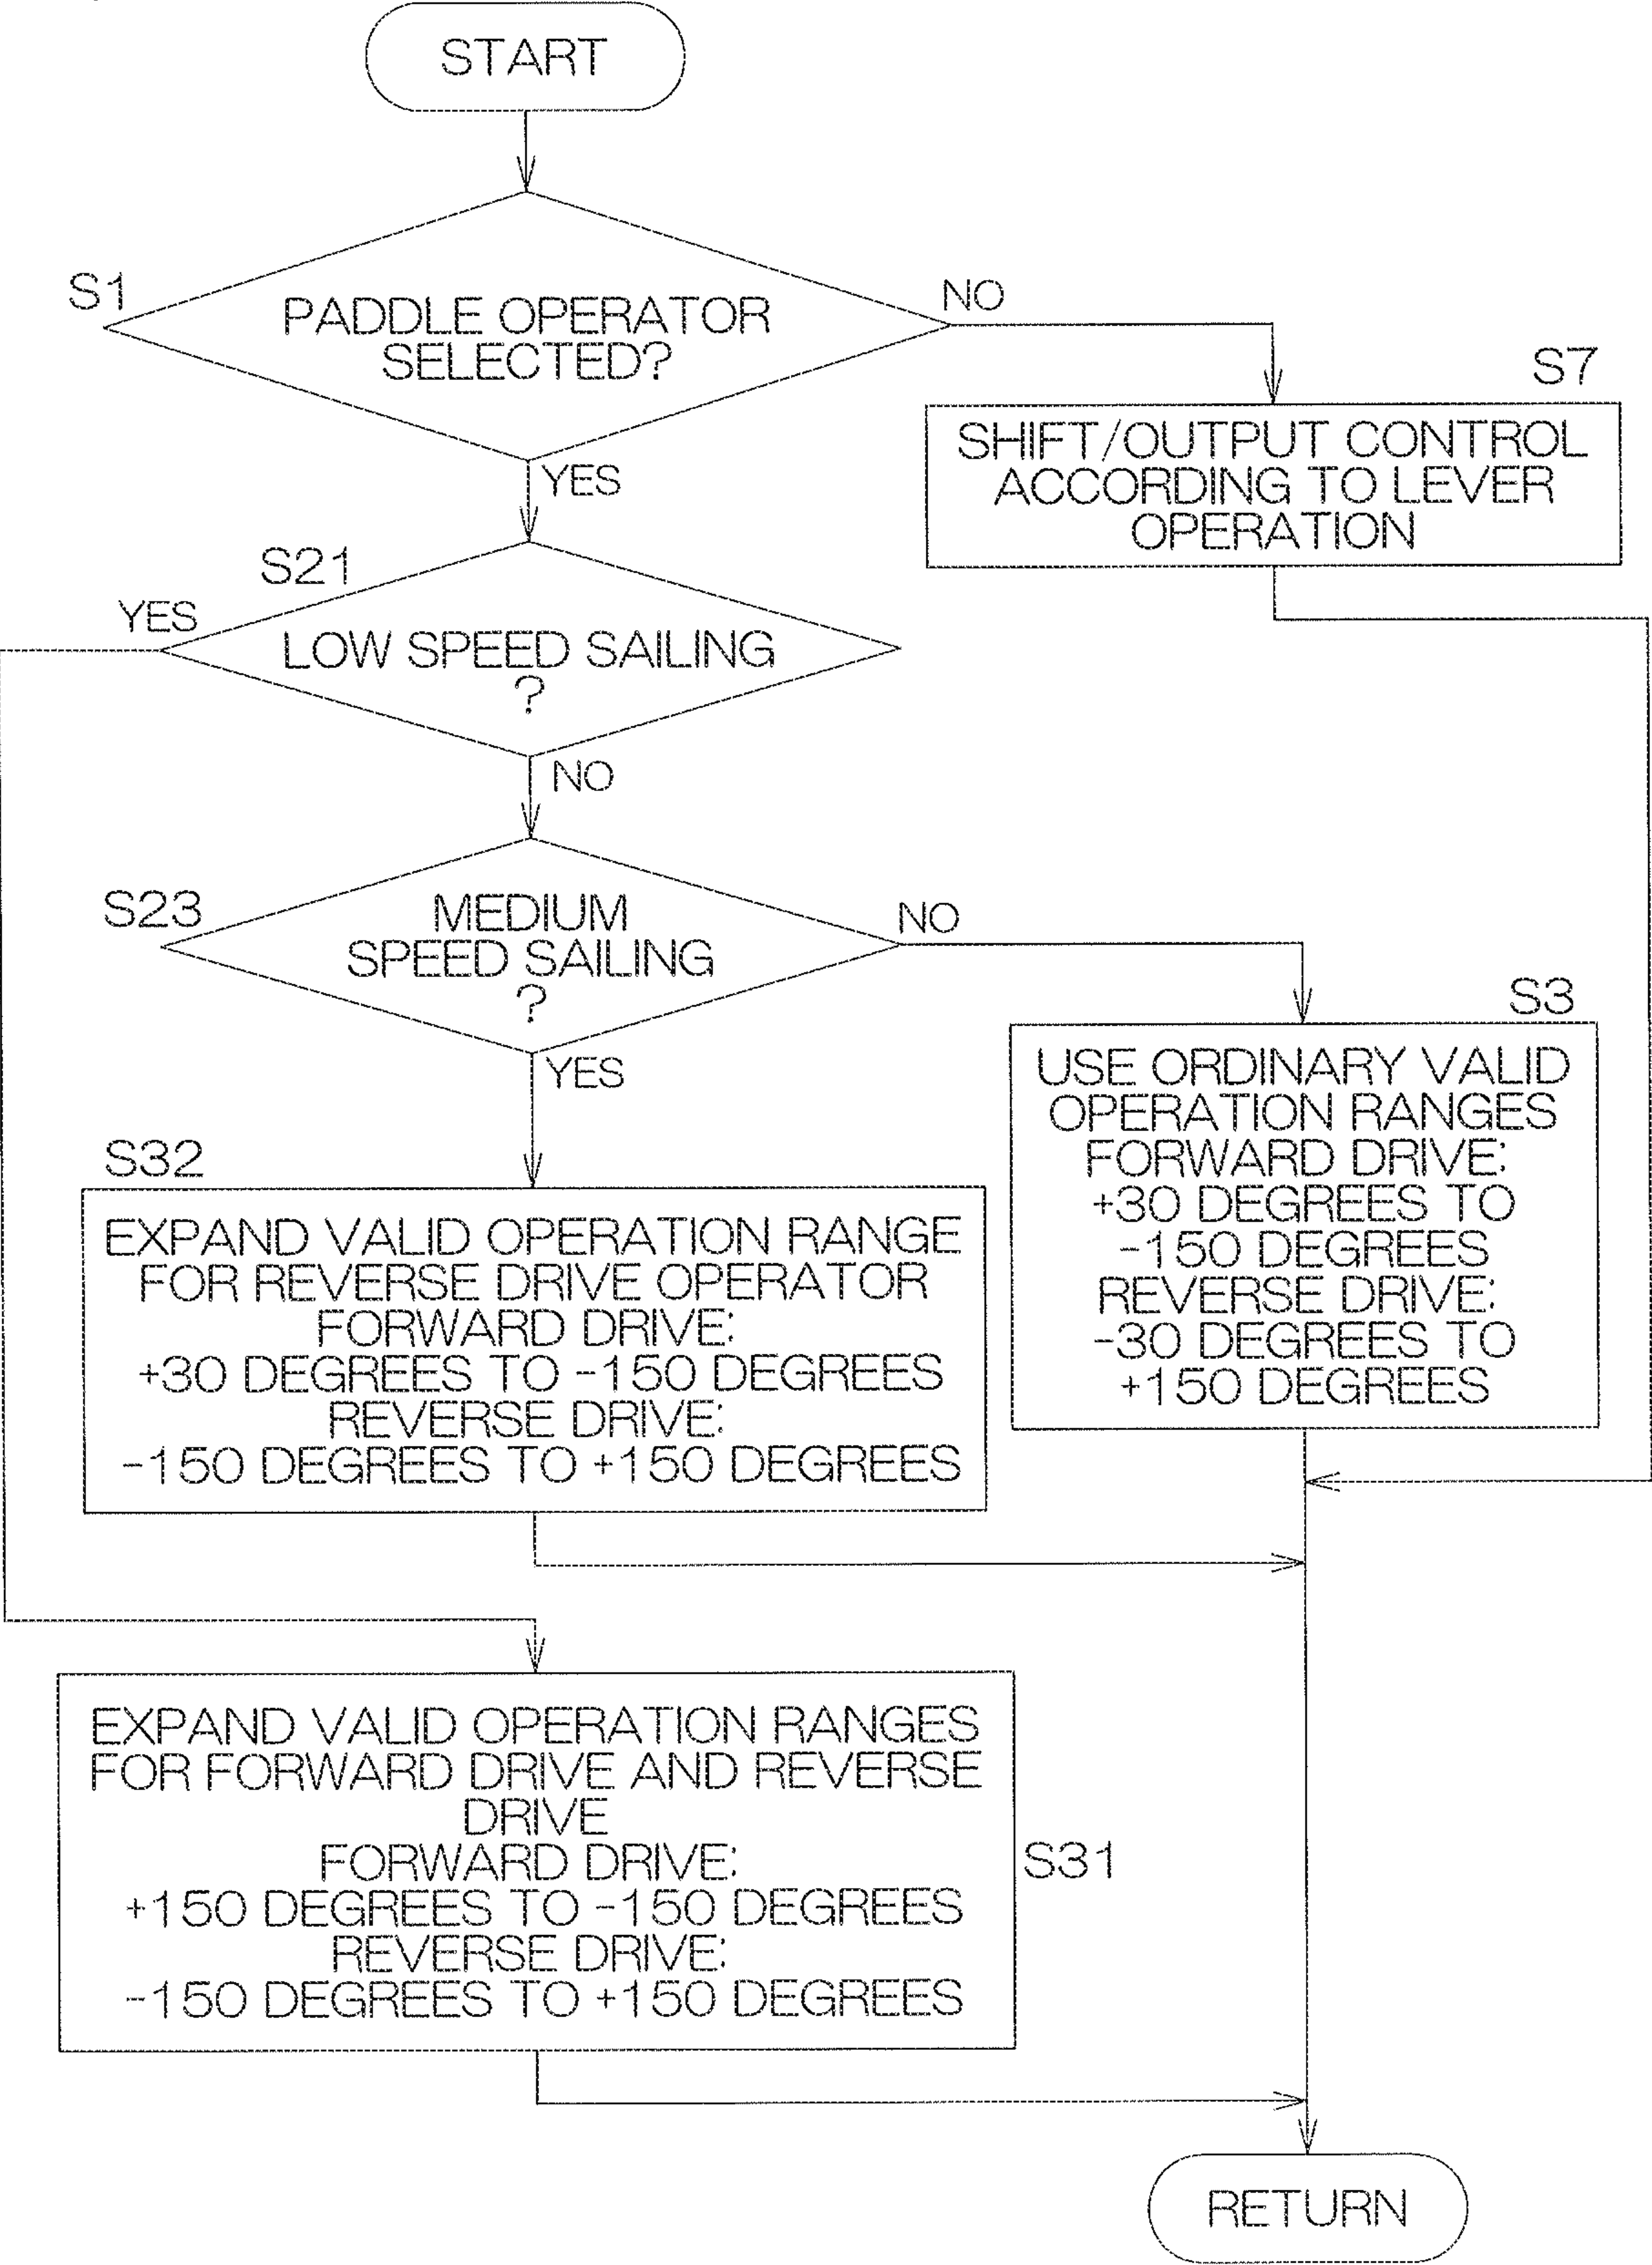 START
S1
PADDLE OPERATOR
SELECTED?
NO
YES
S7
SHIFT/OUTPUT CONTROL
ACCORDING TO LEVER
OPERATION
S21
YES
LOW SPEED SAILING
?
NO
S23
MEDIUM
SPEED SAILING
?
NO
YES
S3
USE ORDINARY VALID
OPERATION RANGES
FORWARD DRIVE:
+30 DEGREES TO
-150 DEGREES
REVERSE DRIVE:
-30 DEGREES TO
+150 DEGREES
S32
EXPAND VALID OPERATION RANGE
FOR REVERSE DRIVE OPERATOR
FORWARD DRIVE:
+30 DEGREES TO -150 DEGREES
REVERSE DRIVE:
-150 DEGREES TO +150 DEGREES
EXPAND VALID OPERATION RANGES
FOR FORWARD DRIVE AND REVERSE
DRIVE
FORWARD DRIVE:
+150 DEGREES TO -150 DEGREES
REVERSE DRIVE:
-150 DEGREES TO +150 DEGREES
S31
RETURN